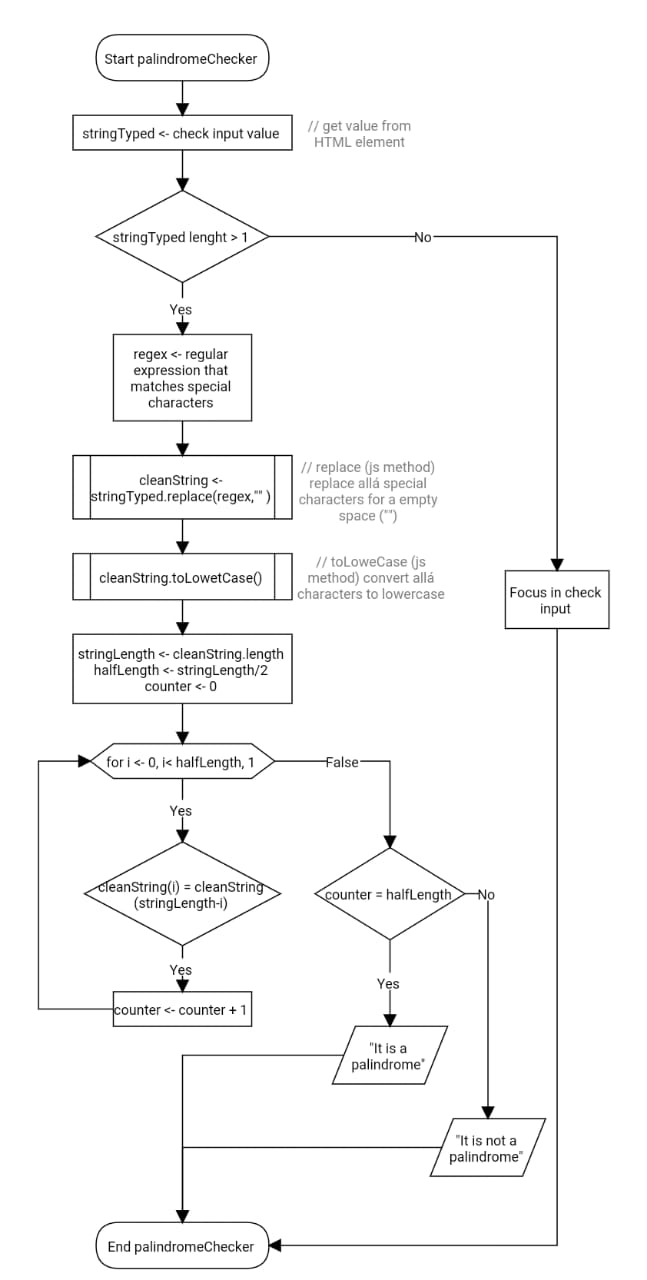 Start palindromeChecker
stringTyped <- check input value
// get value from
HTML element
stringTyped lenght > 1
No
Yes
regex <- regular
expression that
matches special
characters
cleanString <-
stringTyped.replace(regex,"" )
// replace (js method)
replace allá special
characters for a empty
space ("")
cleanString.toLowetCase()
// toLoweCase (js
method) convert allá
characters to lowercase
Focus in check
input
stringLength <- cleanString.length
halfLength <- stringLength/2
counter <- 0
for i <- 0, i< halfLength, 1
False
Yes
cleanString(i) = cleanString
(stringLength-i)
counter = halfLength
No
Yes
counter <- counter + 1
Yes
"It is a
palindrome"
"It is not a
palindrome"
End palindromeChecker